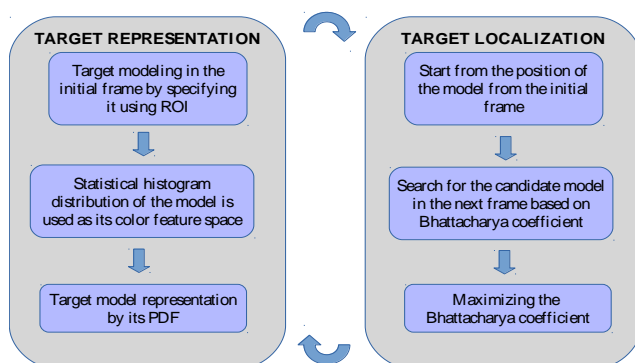 TARGET REPRESENTATION
Target modeling in the
initial frame by specifying
it using ROI
Statistical histogram
distribution of the model is
used as its color feature space
Target model representation
by its PDF
TARGET LOCALIZATION
Start from the position of
the model from the initial
frame
Search for the candidate model
in the next frame based on
Bhattacharya coefficient
Maximizing the
Bhattacharya coefficient